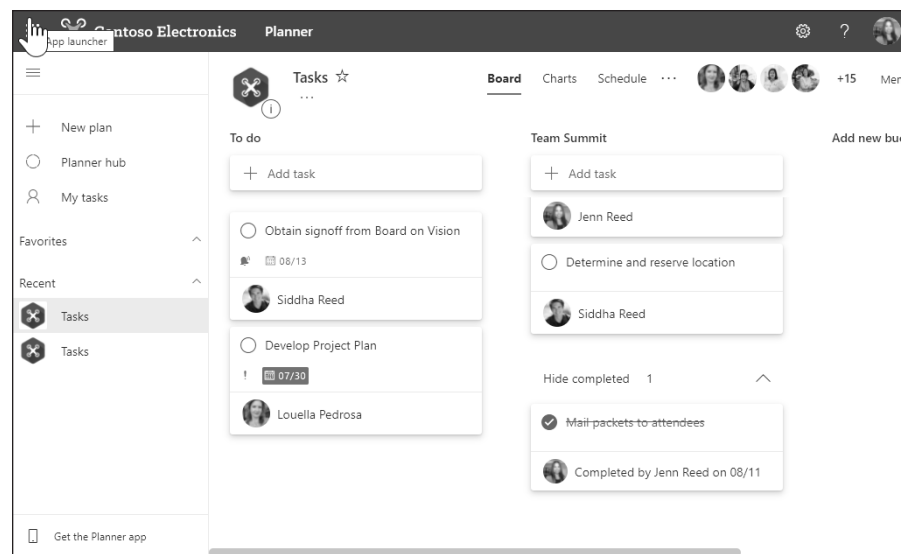 Contoso Electronics
Planner
?
App launcher
Tasks
...
i
Board
Charts
Schedule
...
+15
New plan
Planner hub
My tasks
Favorites
Recent
Tasks
Tasks
Get the Planner app
To do
Add task
Obtain signoff from Board on Vision
08/13
Siddha Reed
Develop Project Plan
! 07/30
Louella Pedrosa
Team Summit
Add task
Jenn Reed
Determine and reserve location
Siddha Reed
Hide completed 1
Mail packets to attendees
Completed by Jenn Reed on 08/11
Add new